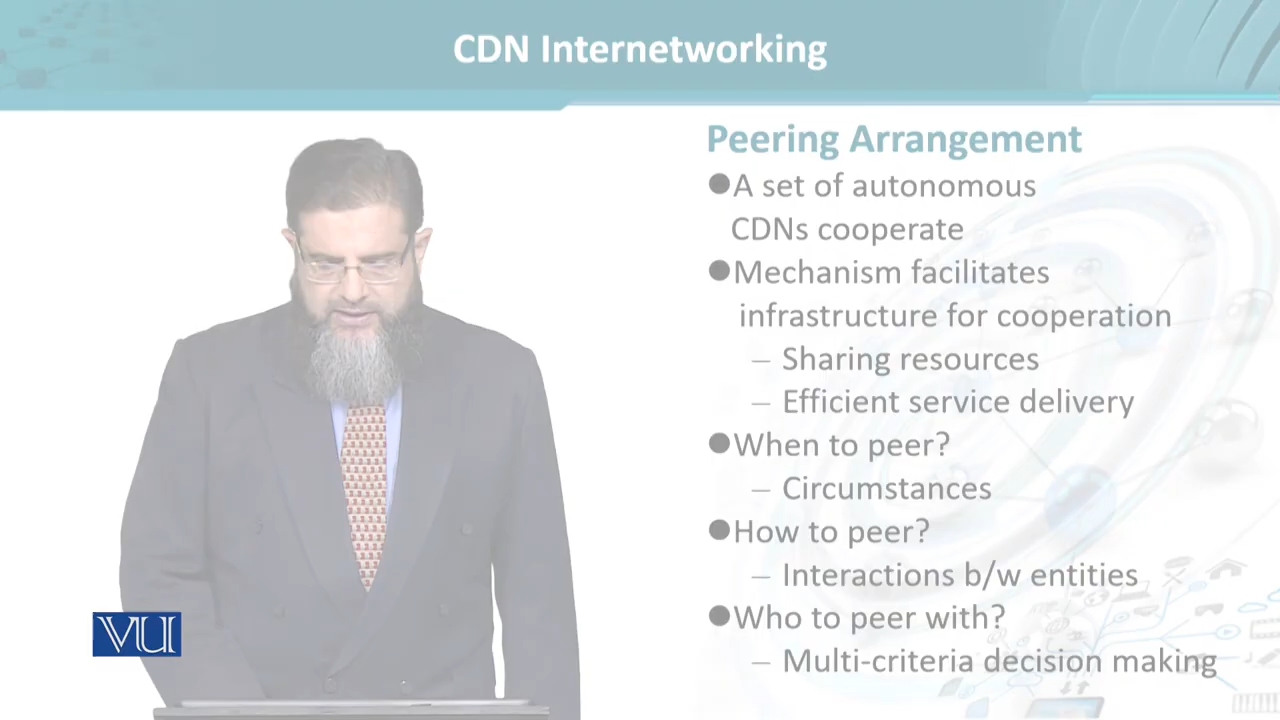 CDN Internetworking
Peering Arrangement
●A set of autonomous
CDNs cooperate
●Mechanism facilitates
infrastructure for cooperation
– Sharing resources
– Efficient service delivery
●When to peer?
– Circumstances
●How to peer?
– Interactions b/w entities
●Who to peer with?
– Multi-criteria decision making
VU